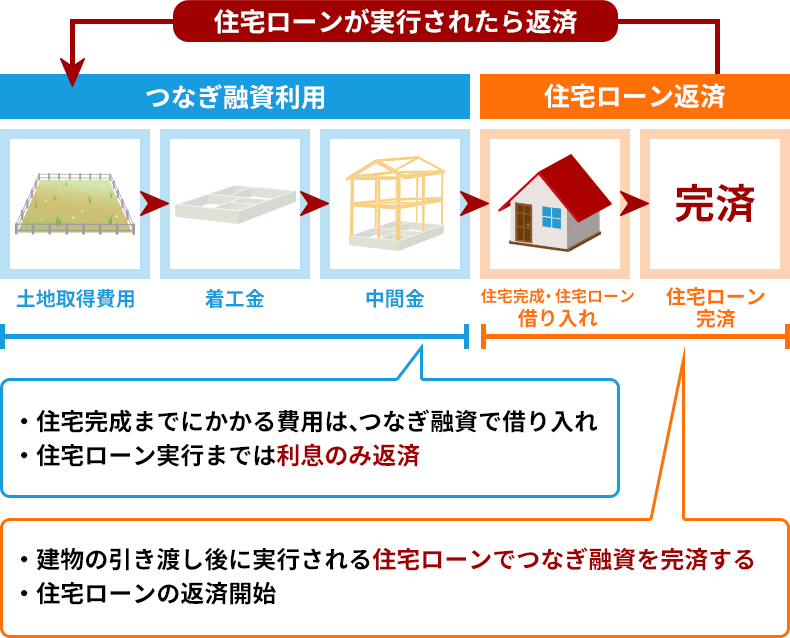 住宅ローンが実行されたら返済
つなぎ融資利用
住宅ローン返済
完済
土地取得費用
着工金
中間金
住宅完成・住宅ローン
借り入れ
住宅ローン
完済
・住宅完成までにかかる費用は、つなぎ融資で借り入れ
・住宅ローン実行までは利息のみ返済
・建物の引き渡し後に実行される住宅ローンでつなぎ融資を完済する
・住宅ローンの返済開始